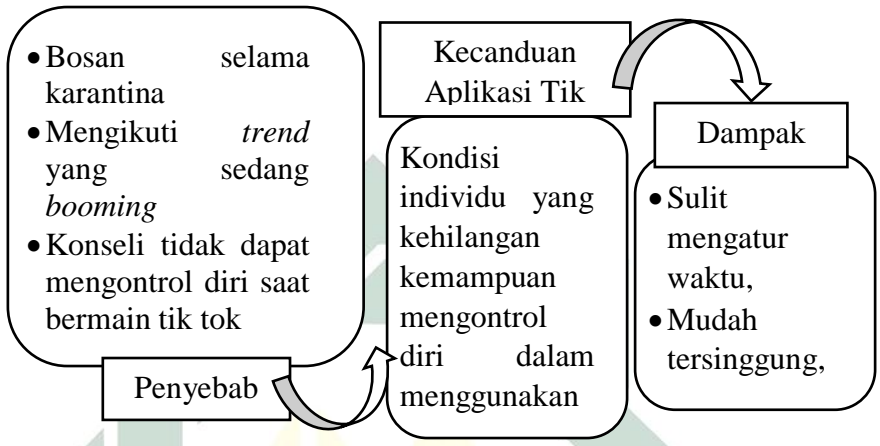 • Bosan selama
karantina
• Mengikuti trend
yang sedang
booming
• Konseli tidak dapat
mengontrol diri saat
bermain tik tok
Penyebab
Kecanduan
Aplikasi Tik
Kondisi
individu yang
kehilangan
kemampuan
mengontrol
diri dalam
menggunakan
Dampak
• Sulit
mengatur
waktu,
• Mudah
tersinggung,